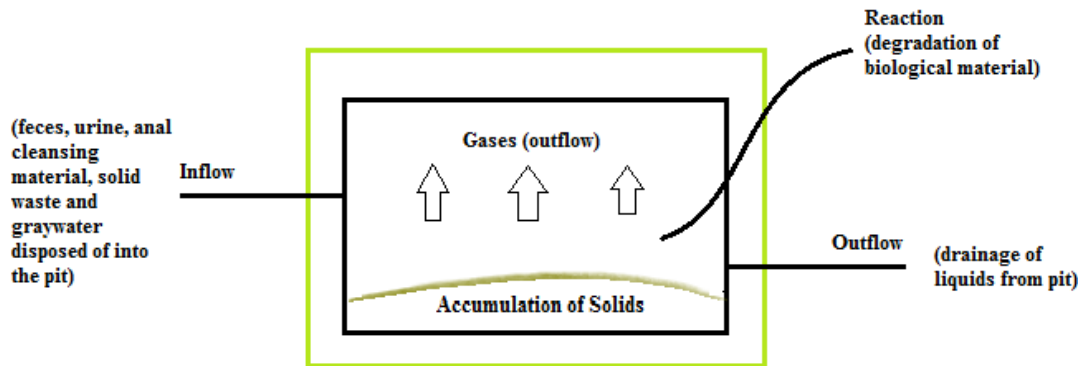 Reaction
(degradation of
biological material)
(feces, urine, anal
cleansing
material, solid
waste and
graywater
disposed of into
the pit)
Inflow
Gases (outflow)
Outflow
(drainage of
liquids from pit)
Accumulation of Solids